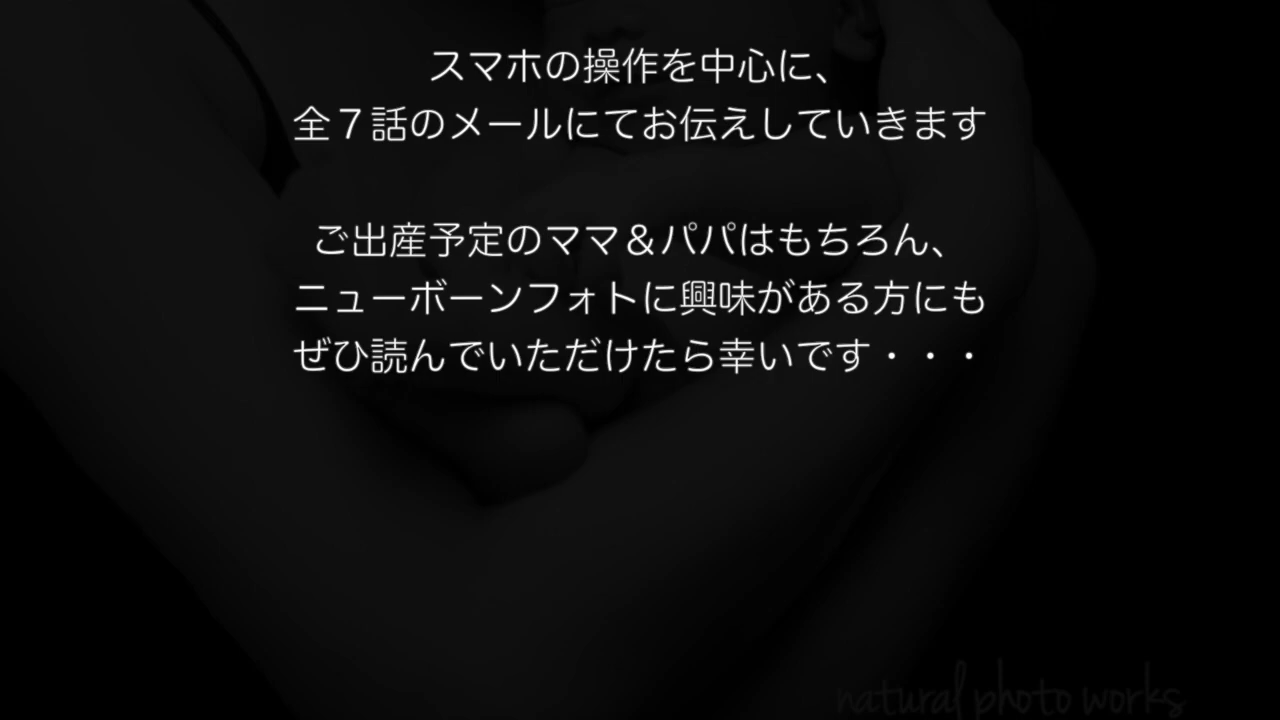 スマホの操作を中心に、
全７話のメールにてお伝えしていきます
ご出産予定のママ＆パパはもちろん、
ニューボーンフォトに興味がある方にも
ぜひ読んでいただけたら幸いです・・・
natural photo works